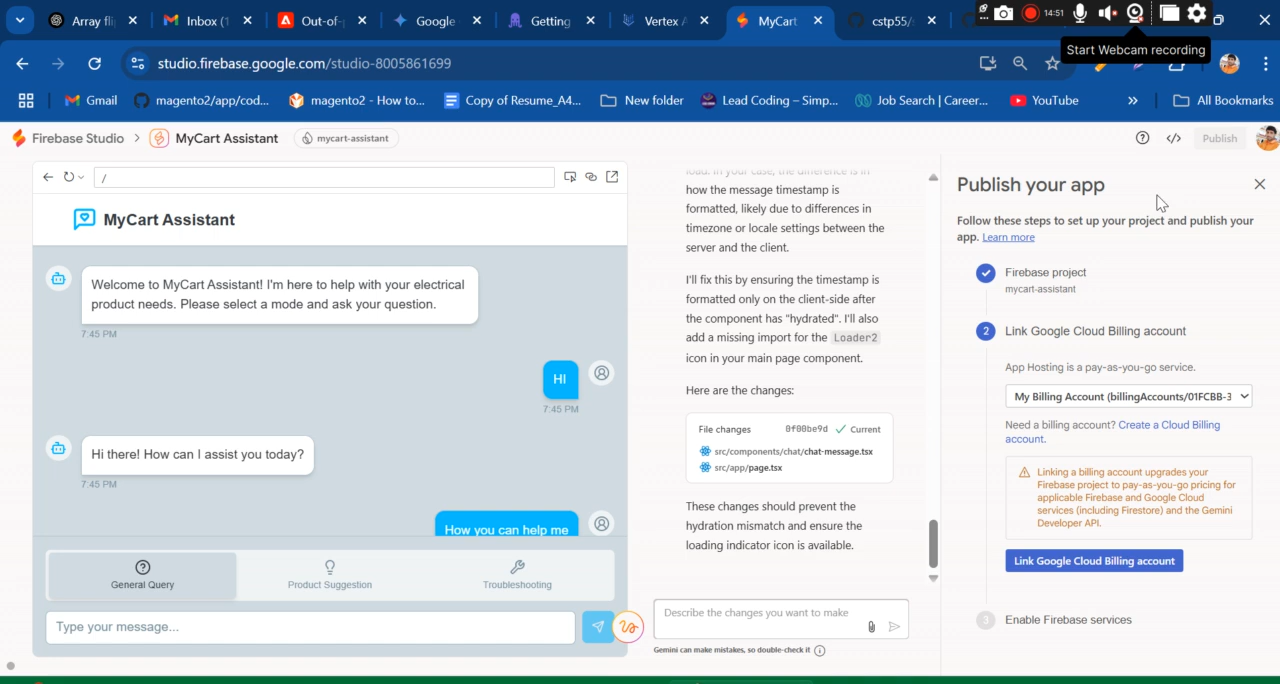 Array fli
Inbox (1
Out-of-
Google
Getting
Vertex A
MyCart
cstp55/
14:51
Start Webcam recording
studio.firebase.google.com/studio-8005861699
Gmail
magento2/app/cod...
magento2 - How to...
Copy of Resume_A4...
New folder
Lead Coding – Simp...
Job Search | Career...
YouTube
»
All Bookmarks
Firebase Studio
MyCart Assistant
mycart-assistant
Publish
/
MyCart Assistant
Welcome to MyCart Assistant! I'm here to help with your electrical
product needs. Please select a mode and ask your question.
7:45 PM
HI
7:45 PM
Hi there! How can I assist you today?
7:45 PM
How you can help me
General Query
Product Suggestion
Troubleshooting
Type your message...
load. In your case, the difference is in
how the message timestamp is
formatted, likely due to differences in
timezone or locale settings between the
server and the client.
I'll fix this by ensuring the timestamp is
formatted only on the client-side after
the component has "hydrated". I'll also
add a missing import for the Loader2
icon in your main page component.
Here are the changes:
File changes 0f00be9d Current
src/components/chat/chat-message.tsx
src/app/page.tsx
These changes should prevent the
hydration mismatch and ensure the
loading indicator icon is available.
Describe the changes you want to make
Gemini can make mistakes, so double-check it
Publish your app
Follow these steps to set up your project and publish your
app. Learn more
Firebase project
mycart-assistant
2 Link Google Cloud Billing account
App Hosting is a pay-as-you-go service.
My Billing Account (billingAccounts/01FCBB-3
Need a billing account? Create a Cloud Billing
account.
Linking a billing account upgrades your
Firebase project to pay-as-you-go pricing for
applicable Firebase and Google Cloud
services (including Firestore) and the Gemini
Developer API.
Link Google Cloud Billing account
3 Enable Firebase services